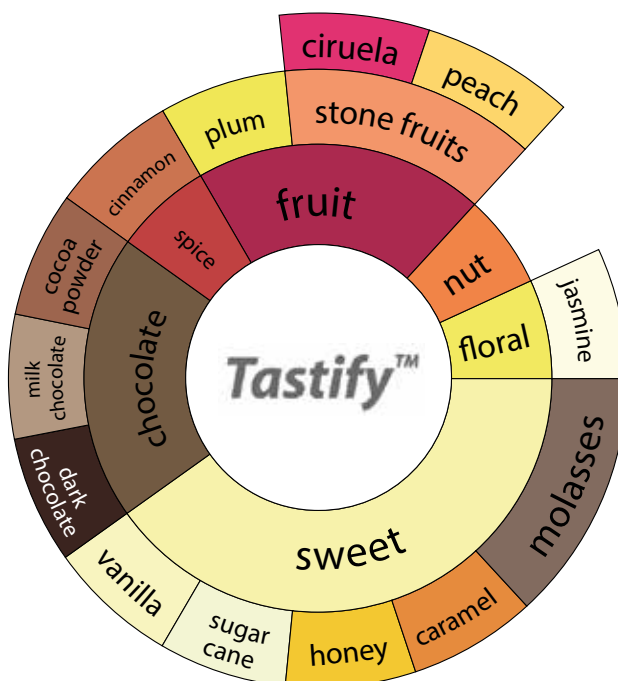 ciruela
peach
plum
stone fruits
cinnamon
fruit
spice
cocoa
powder
nut
jasmine
floral
chocolate
milk
chocolate
Tastify™
dark
chocolate
molasses
sweet
vanilla
sugar
cane
honey
caramel